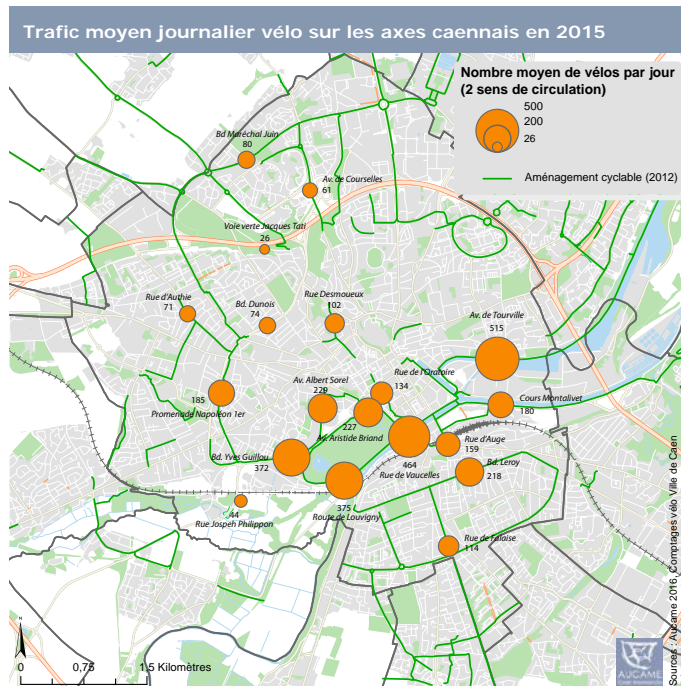 Trafic moyen journalier vélo sur les axes caennais en 2015
Nombre moyen de vélos par jour
(2 sens de circulation)
500
200
26
Aménagement cyclable (2012)
Bd Maréchal Juin
80
Av. de Courselles
61
Voie verte Jacques Tati
26
Rue d'Authie
71
Bd. Dunois
74
Rue Desmoueux
102
Av. de Tourville
515
Rue de l'Oratoire
134
Av. Albert Sorel
229
185
Promenade Napoléon 1er
Cours Montalivet
180
227
Av. Aristide Briand
Rue d'Auge
159
464
Rue de Vaucelles
Bd. Yves Guillou
372
Bd. Leroy
218
375
Route de Louvigny
44
Rue Jospeh Philippon
Rue de Falaise
114
N
0
0,75
1,5 Kilomètres
Sources : Aucame 2016, Comptages vélo Ville de Caen
AUCAME